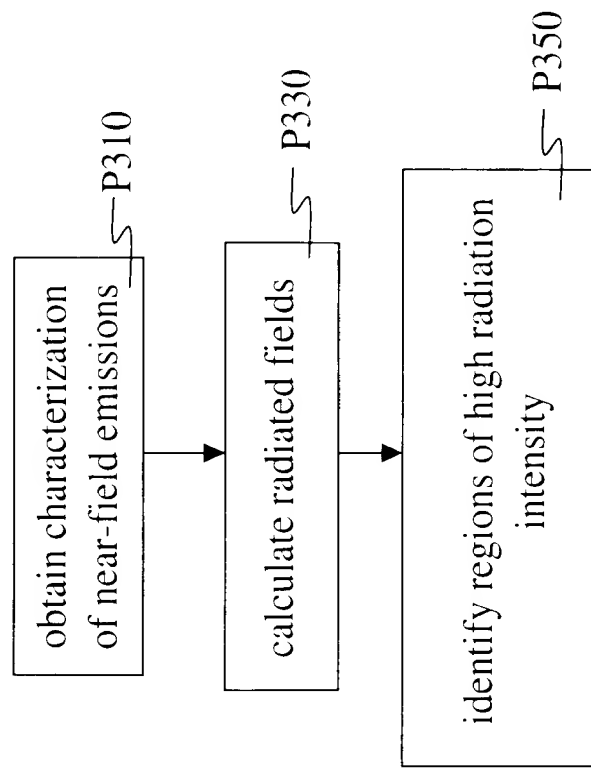 obtain characterization
of near-field emissions
P310
calculate radiated fields
P330
identify regions of high radiation
intensity
P350